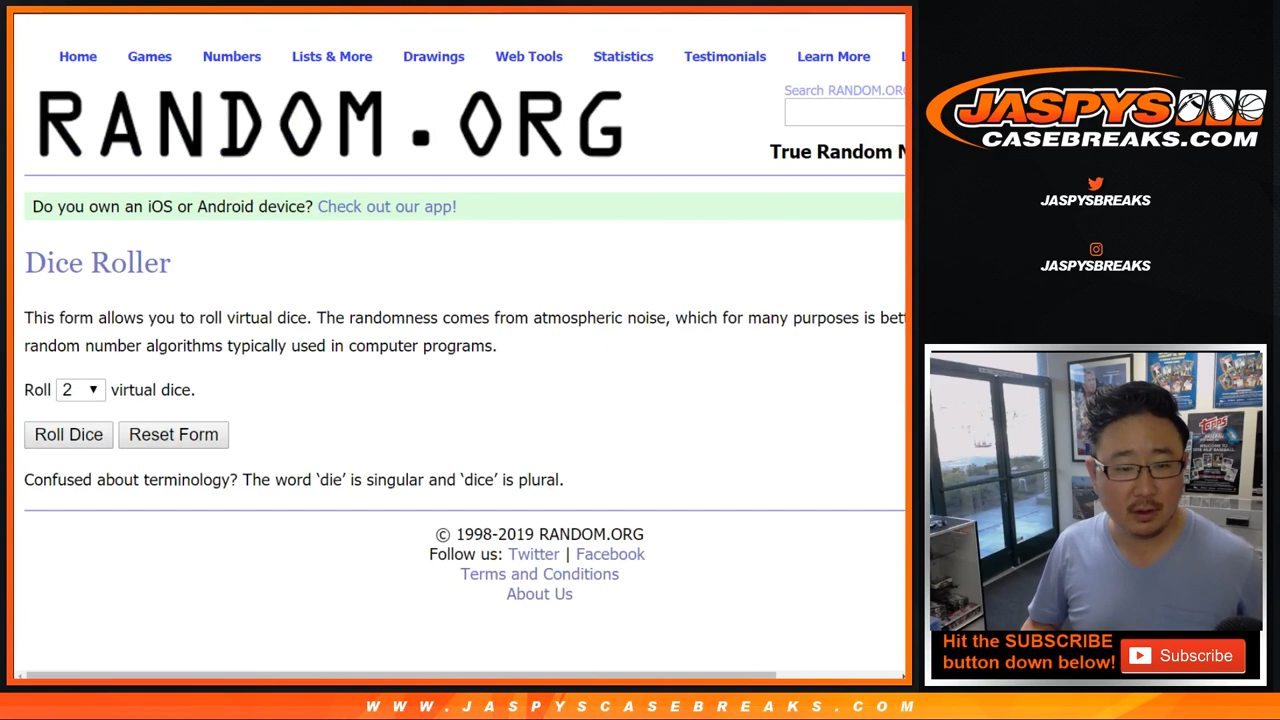 Home Games Numbers Lists & More Drawings Web Tools Statistics Testimonials Learn More
RANDOM.ORG
Search RANDOM.ORG
True Random N
Do you own an iOS or Android device? Check out our app!
Dice Roller
This form allows you to roll virtual dice. The randomness comes from atmospheric noise, which for many purposes is bett
random number algorithms typically used in computer programs.
Roll 2 virtual dice.
Roll Dice Reset Form
Confused about terminology? The word ‘die’ is singular and ‘dice’ is plural.
© 1998-2019 RANDOM.ORG
Follow us: Twitter | Facebook
Terms and Conditions
About Us
JASPYS
CASEBREAKS.COM
JASPYSBREAKS
JASPYSBREAKS
TOPPS
Hit the SUBSCRIBE
button down below!
Subscribe
WWW.JASPYSCASEBREAKS.COM